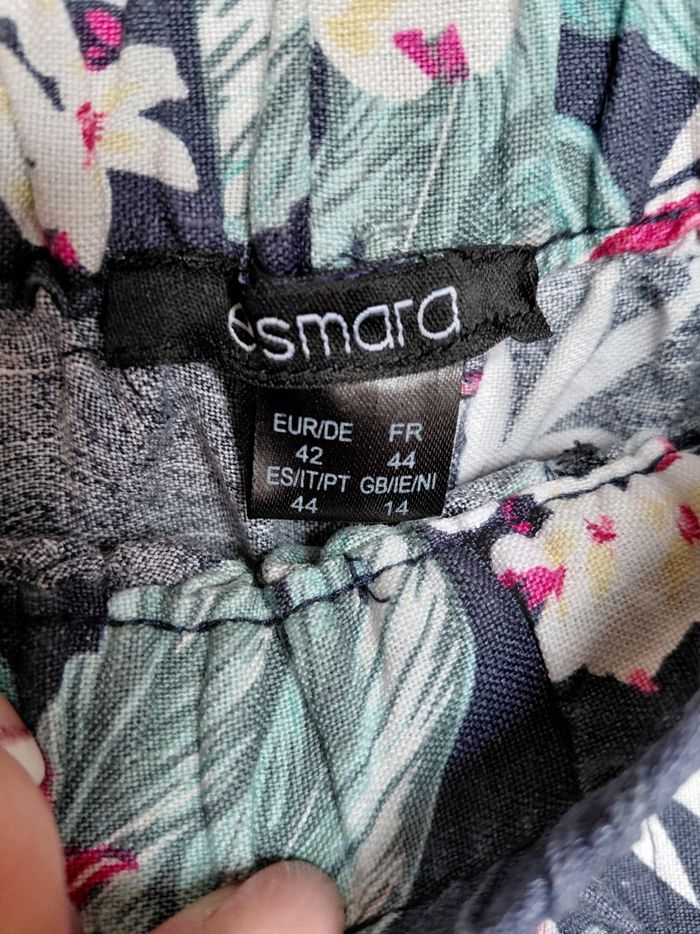 esmara
EUR/DE FR
42 44
ES/IT/PT GB/IE/NI
44 14